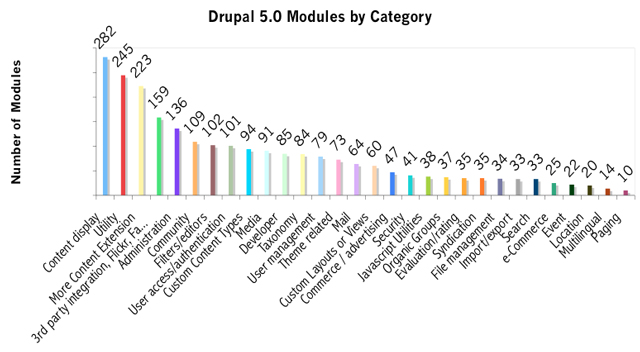 Drupal 5.0 Modules by Category
Number of Modules
282
245
223
159
136
109
102
101
94
91
85
84
79
73
64
60
47
41
38
37
35
35
34
33
33
25
22
20
14
10
Content display
Utility
More Content Extension
3rd party integration, Flickr, Fa...
Administration
Community
Filters/editors
User access/authentication
Custom Content Types
Media
Developer
Taxonomy
User management
Theme related
Mail
Custom Layouts or Views
Commerce / advertising
Security
Javascript Utilities
Organic Groups
Evaluation/rating
Syndication
File management
Import/export
Search
e-Commerce
Event
Location
Multilingual
Paging